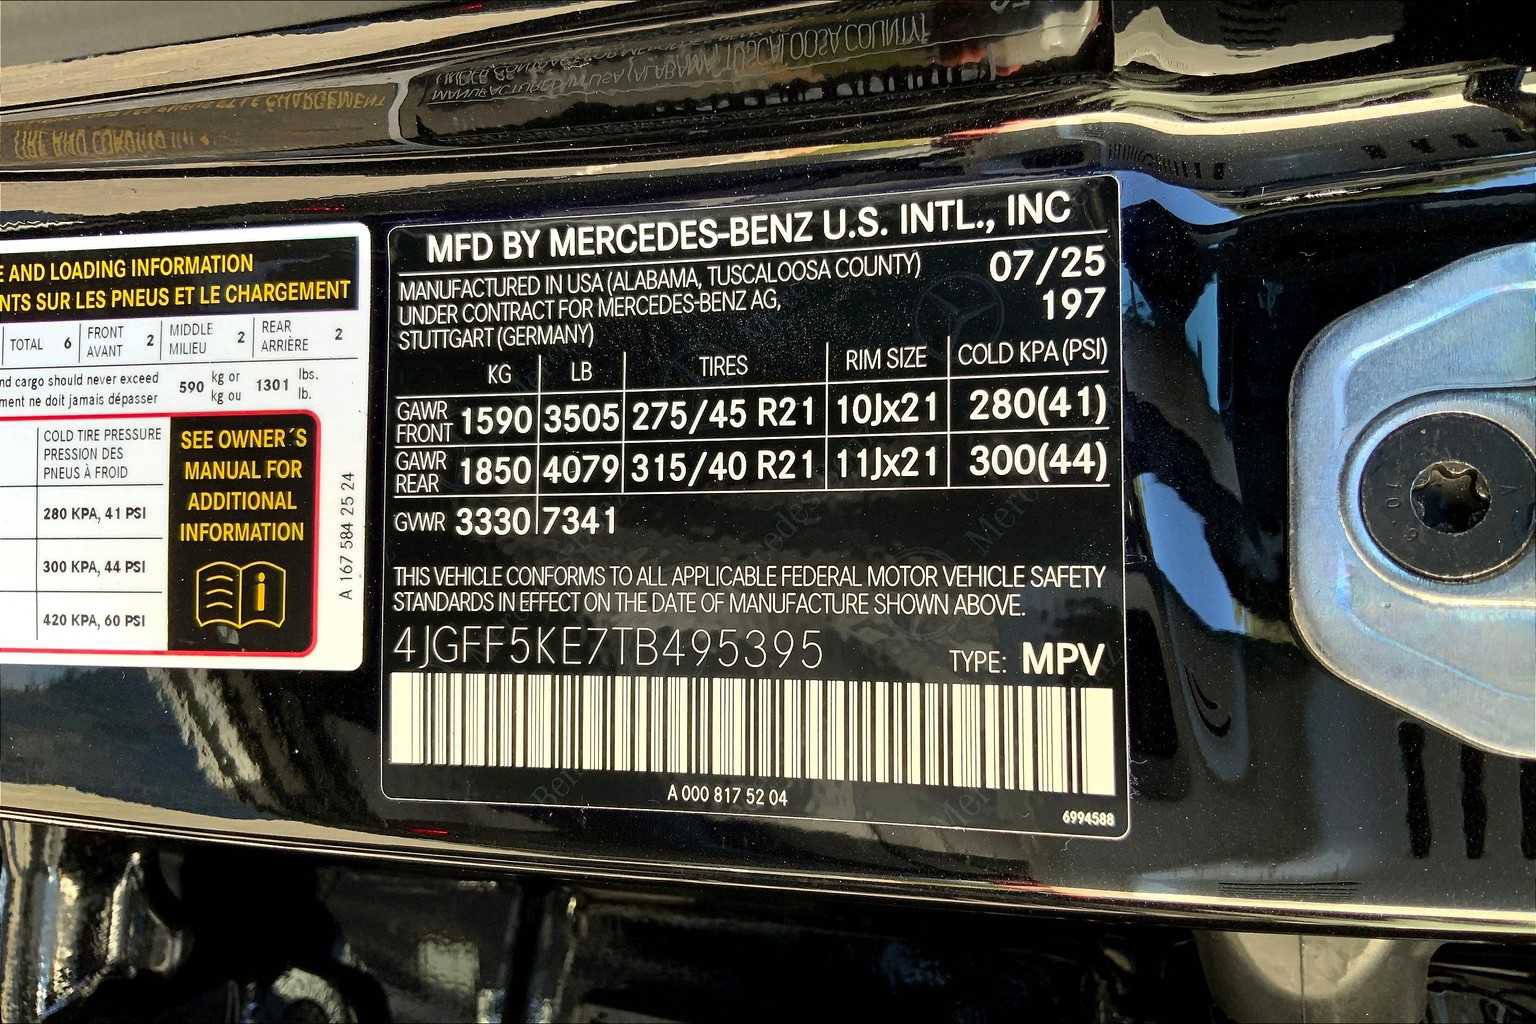 E AND LOADING INFORMATION
NTS SUR LES PNEUS ET LE CHARGEMENT
TOTAL 6 FRONT AVANT 2 MIDDLE MILIEU 2 REAR ARRIÈRE 2
nd cargo should never exceed 590 kg or 1301 lbs.
ment ne doit jamais dépasser kg ou lb.
COLD TIRE PRESSURE
PRESSION DES
PNEUS À FROID
280 KPA, 41 PSI
300 KPA, 44 PSI
420 KPA, 60 PSI
SEE OWNER´S
MANUAL FOR
ADDITIONAL
INFORMATION
A 167 584 25 24
MFD BY MERCEDES-BENZ U.S. INTL., INC
MANUFACTURED IN USA (ALABAMA, TUSCALOOSA COUNTY) 07/25
UNDER CONTRACT FOR MERCEDES-BENZ AG, 197
STUTTGART (GERMANY)
KG LB TIRES RIM SIZE COLD KPA (PSI)
GAWR FRONT 1590 3505 275/45 R21 10Jx21 280(41)
GAWR REAR 1850 4079 315/40 R21 11Jx21 300(44)
GVWR 3330 7341
THIS VEHICLE CONFORMS TO ALL APPLICABLE FEDERAL MOTOR VEHICLE SAFETY
STANDARDS IN EFFECT ON THE DATE OF MANUFACTURE SHOWN ABOVE.
4JGFF5KE7TB495395 TYPE: MPV
A 000 817 52 04
6994588